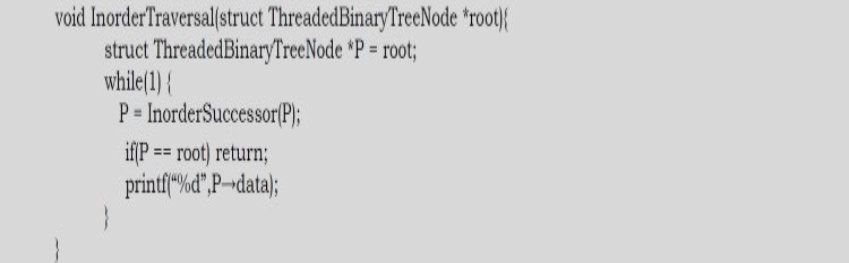 void InorderTraversal(struct ThreadedBinaryTreeNode *root){
struct ThreadedBinaryTreeNode *P = root;
while(1) {
P = InorderSuccessor(P);
if(P == root) return;
printf(“%d”,P→data);
}
}